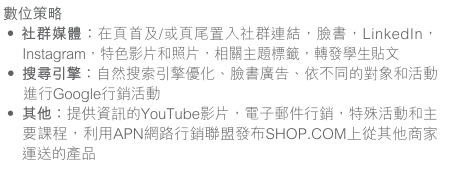 數位策略
• 社群媒體：在頁首及/或頁尾置入社群連結，臉書，LinkedIn，
Instagram，特色影片和照片，相關主題標籤，轉發學生貼文
• 搜尋引擎：自然搜索引擎優化、臉書廣告、依不同的對象和活動
進行Google行銷活動
• 其他：提供資訊的YouTube影片，電子郵件行銷，特殊活動和主
要課程，利用APN網路行銷聯盟發布SHOP.COM上從其他商家
運送的產品